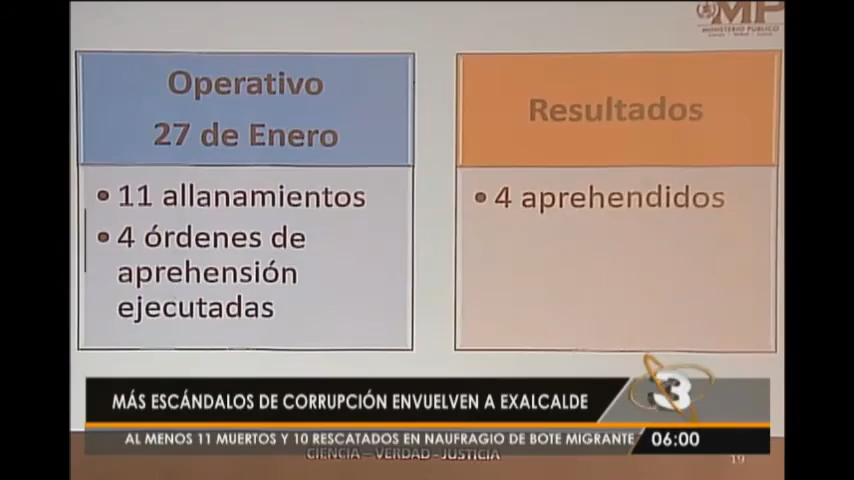 MP
MINISTERIO PÚBLICO
Operativo
27 de Enero
• 11 allanamientos
• 4 órdenes de
aprehensión
ejecutadas
Resultados
• 4 aprehendidos
MÁS ESCÁNDALOS DE CORRUPCIÓN ENVUELVEN A EXALCALDE
3
AL MENOS 11 MUERTOS Y 10 RESCATADOS EN NAUFRAGIO DE BOTE MIGRANTE
06:00
CIENCIA – VERDAD - JUSTICIA
19